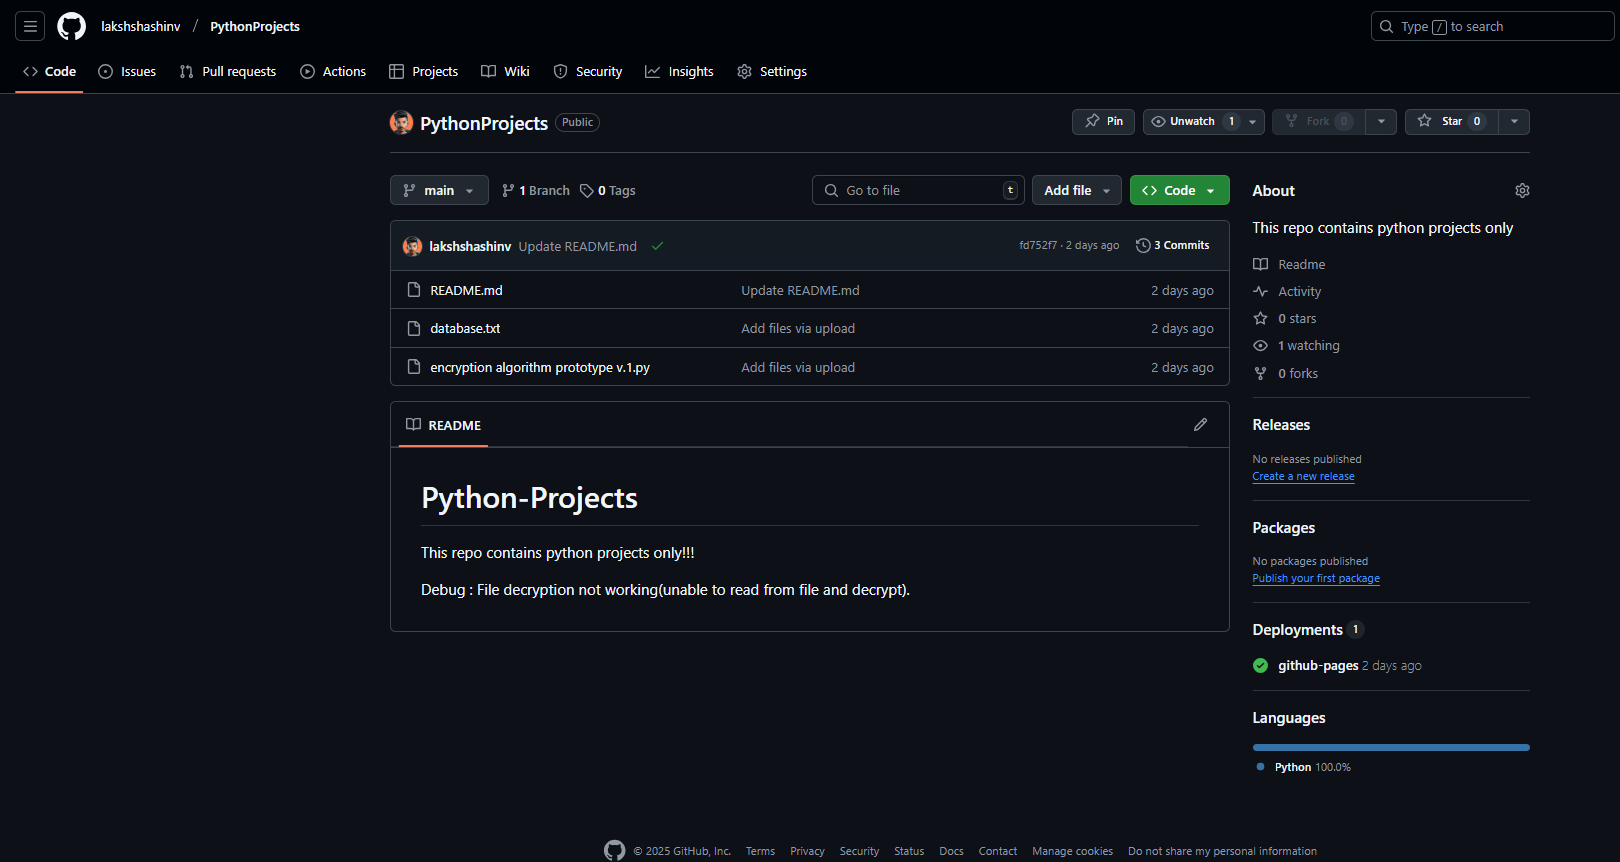 lakshshashinv / PythonProjects
Type / to search
Code Issues Pull requests Actions Projects Wiki Security Insights Settings
PythonProjects Public
Pin Unwatch 1 Fork 0 Star 0
main 1 Branch 0 Tags
Go to file t Add file Code
lakshshashinv Update README.md fd752f7 · 2 days ago 3 Commits
README.md Update README.md 2 days ago
database.txt Add files via upload 2 days ago
encryption algorithm prototype v.1.py Add files via upload 2 days ago
README
Python-Projects
This repo contains python projects only!!!
Debug : File decryption not working(unable to read from file and decrypt).
About
This repo contains python projects only
Readme
Activity
0 stars
1 watching
0 forks
Releases
No releases published
Create a new release
Packages
No packages published
Publish your first package
Deployments 1
github-pages 2 days ago
Languages
Python 100.0%
© 2025 GitHub, Inc. Terms Privacy Security Status Docs Contact Manage cookies Do not share my personal information